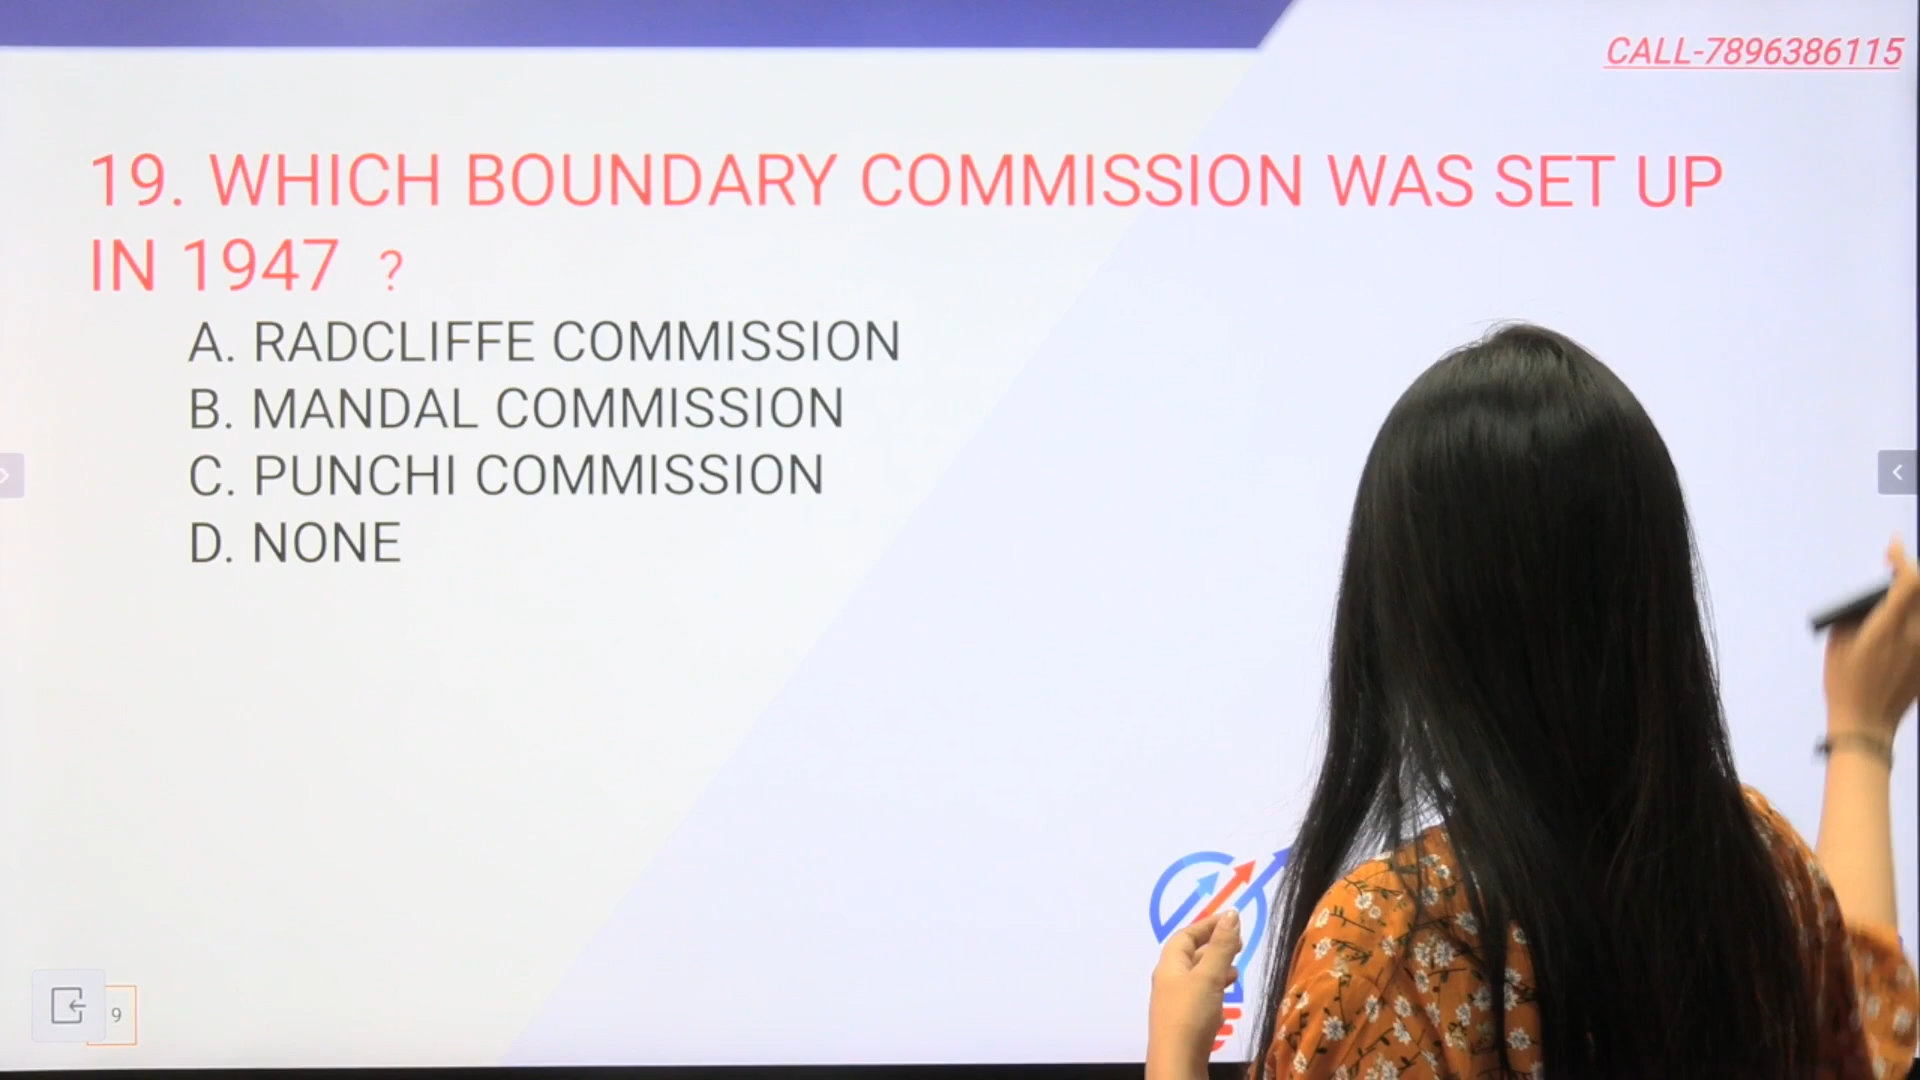 CALL-7896386115
19. WHICH BOUNDARY COMMISSION WAS SET UP
IN 1947 ?
A. RADCLIFFE COMMISSION
B. MANDAL COMMISSION
C. PUNCHI COMMISSION
D. NONE
9